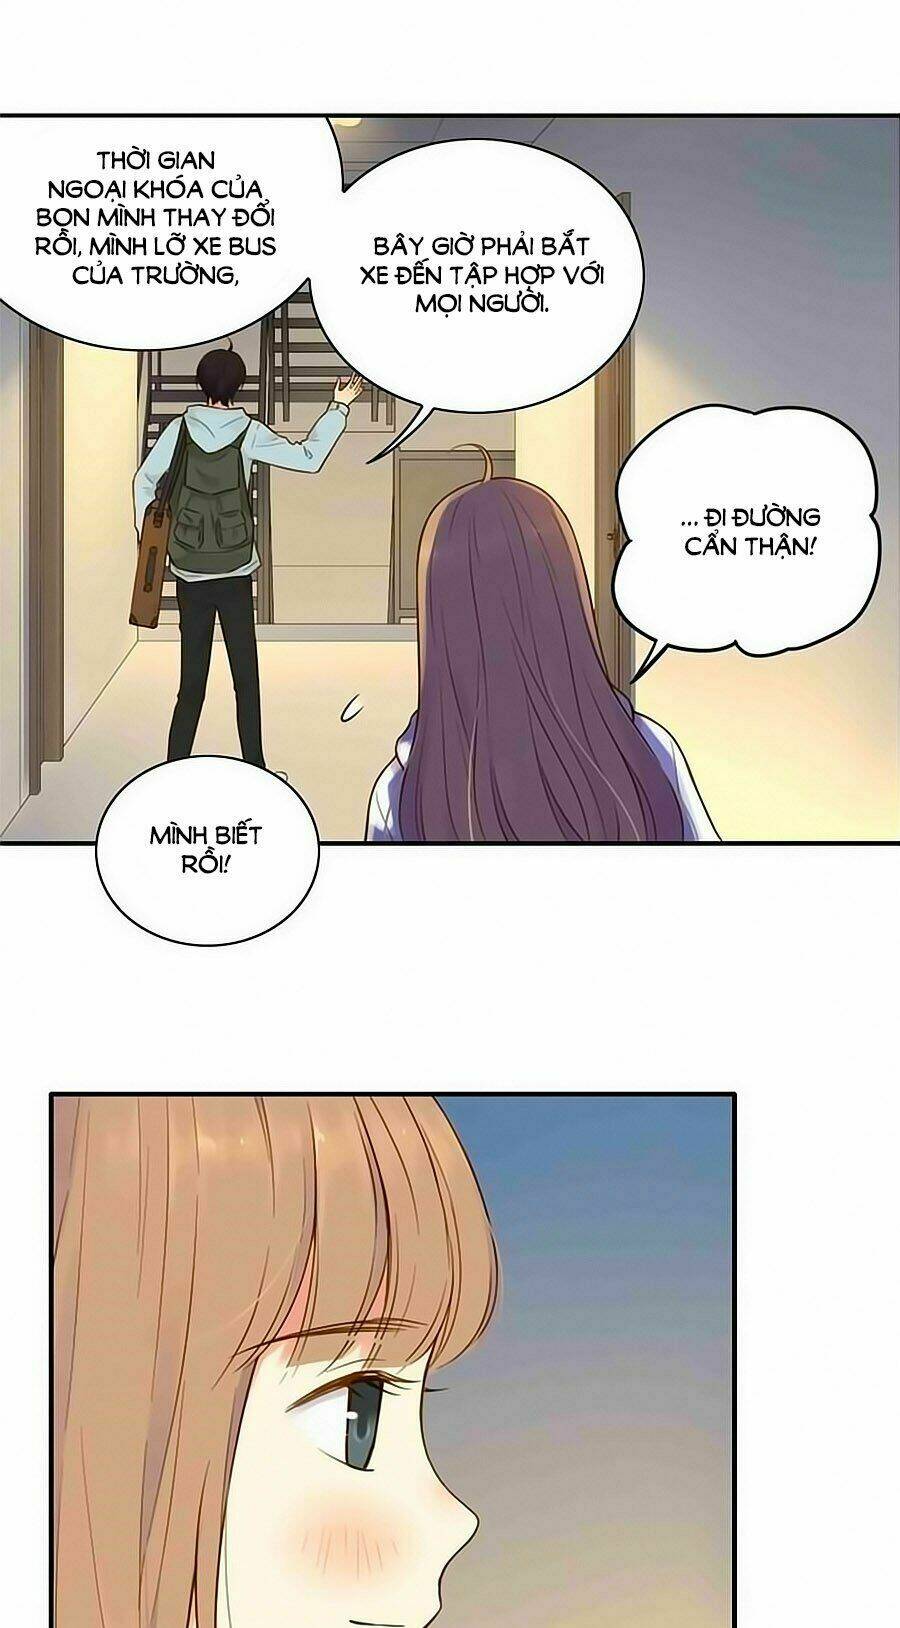 THỜI GIAN
NGOẠI KHÓA CỦA
BỌN MÌNH THAY ĐỔI
RỒI, MÌNH LỠ XE BUS
CỦA TRƯỜNG,
BÂY GIỜ PHẢI BẮT
XE ĐẾN TẬP HỢP VỚI
MỌI NGƯỜI.
... ĐI ĐƯỜNG
CẨN THẬN!
MÌNH BIẾT
RỒI!